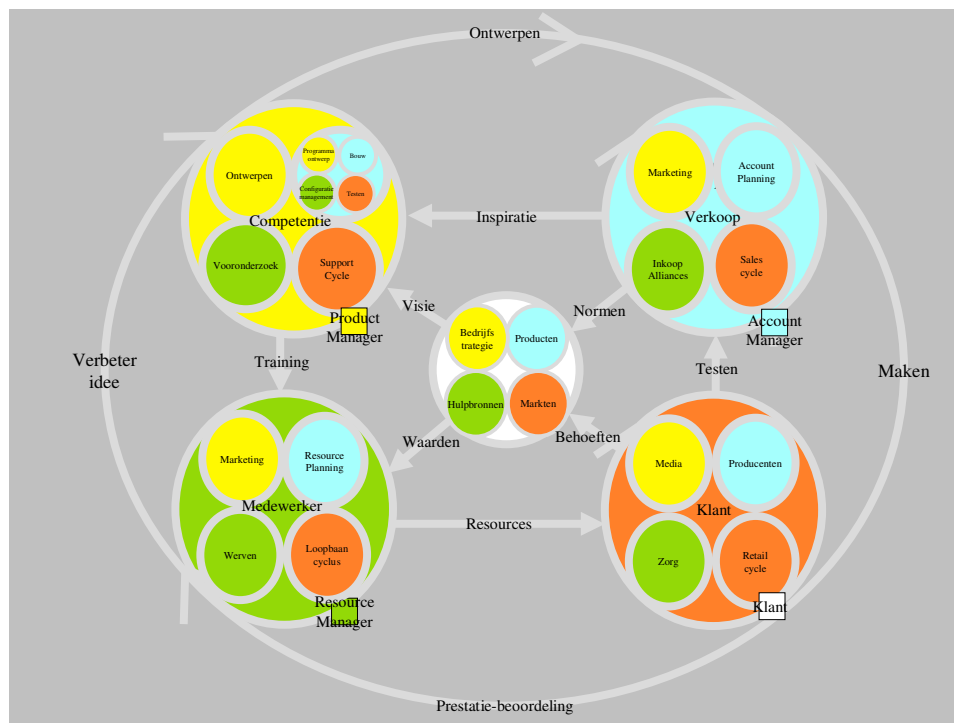 Ontwerpen
Programma
ontwerp
Bouw
Ontwerpen
Configuratie
management
Testen
Competentie
Vooronderzoek
Support
Cycle
Product
Manager
Marketing
Account
Planning
Verkoop
Inkoop
Alliances
Sales
cycle
Account
Manager
Inspiratie
Visie
Normen
Bedrijfs
trategie
Producten
Hulpbronnen
Markten
Verbeter
idee
Training
Testen
Maken
Waarden
Behoeften
Marketing
Resource
Planning
Medewerker
Werven
Loopbaan
cyclus
Resource
Manager
Resources
Media
Producenten
Klant
Zorg
Retail
cycle
Klant
Prestatie-beoordeling